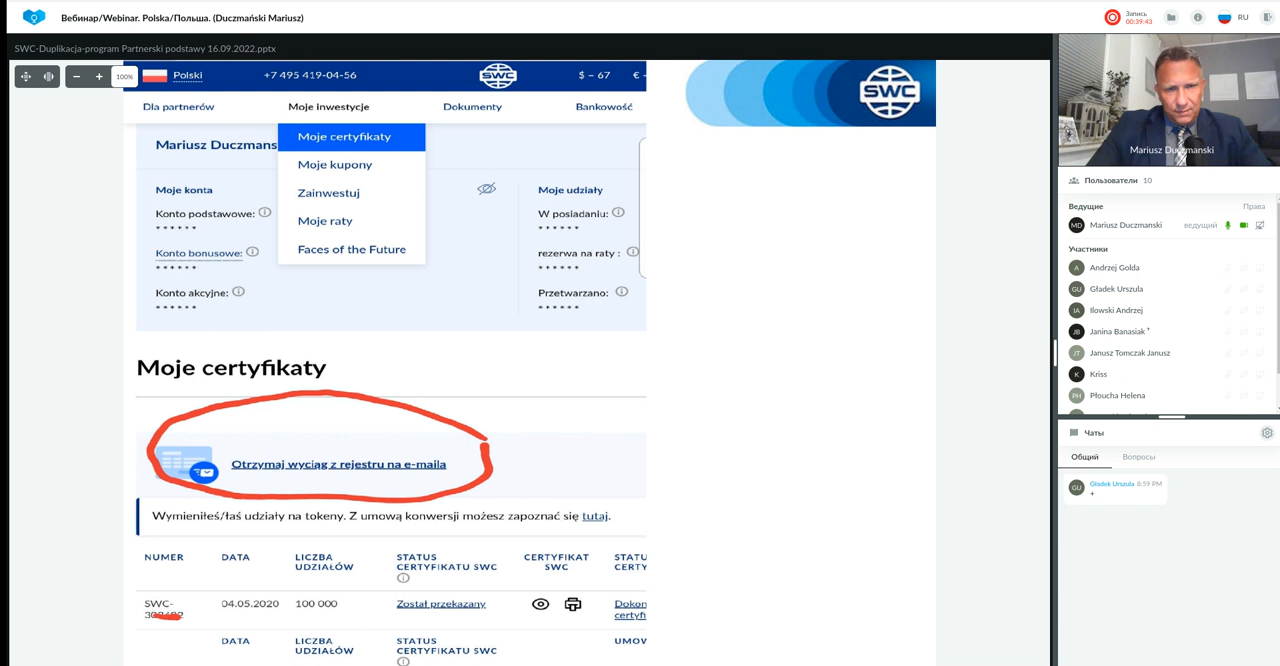 Вебинар/Webinar. Polska/Польша. (Duczmański Mariusz)
Запись
00:39:43
RU
SWC-Duplikacja-program Partnerski podstawy 16.09.2022.pptx
100%
Polski
+7 495 419-04-56
SWC
$ – 67
€ -
Dla partnerów
Moje inwestycje
Dokumenty
Bankowość
Mariusz Duczmans
Moje certyfikaty
Moje kupony
Zainwestuj
Moje raty
Faces of the Future
Moje konta
Konto podstawowe:
******
Konto bonusowe:
******
Konto akcyjne:
******
Moje udziały
W posiadaniu:
******
rezerwa na raty :
******
Przetwarzano:
******
Moje certyfikaty
Otrzymaj wyciąg z rejestru na e-maila
Wymieniłeś/łaś udziały na tokeny. Z umową konwersji możesz zapoznać się tutaj.
NUMER
DATA
LICZBA
UDZIAŁÓW
STATUS
CERTYFIKATU SWC
CERTYFIKAT
SWC
STATU
CERTY
SWC-
04.05.2020
100 000
Został przekazany
Dokon
certyfi
DATA
LICZBA
UDZIAŁÓW
STATUS
CERTYFIKATU SWC
UMOW
SWC
Mariusz Duczmanski
Пользователи 10
Ведущие
Права
MD Mariusz Duczmanski ведущий
Участники
A Andrzej Golda
GU Gładek Urszula
IA Ilowski Andrzej
JB Janina Banasiak *
JT Janusz Tomczak Janusz
K Kriss
PH Płoucha Helena
Чаты
Общий
Вопросы
GU Gładek Urszula 8:59 PM
+